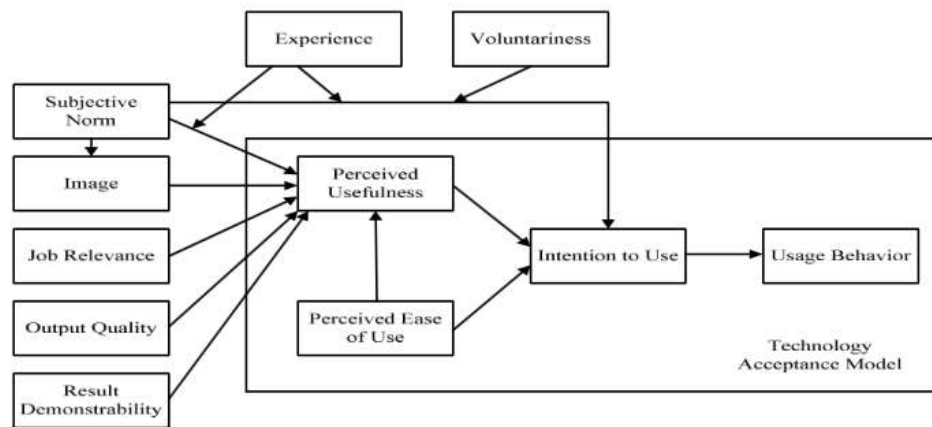 Experience
Voluntariness
Subjective
Norm
Image
Perceived
Usefulness
Job Relevance
Intention to Use
Usage Behavior
Output Quality
Perceived Ease
of Use
Technology
Acceptance Model
Result
Demonstrability